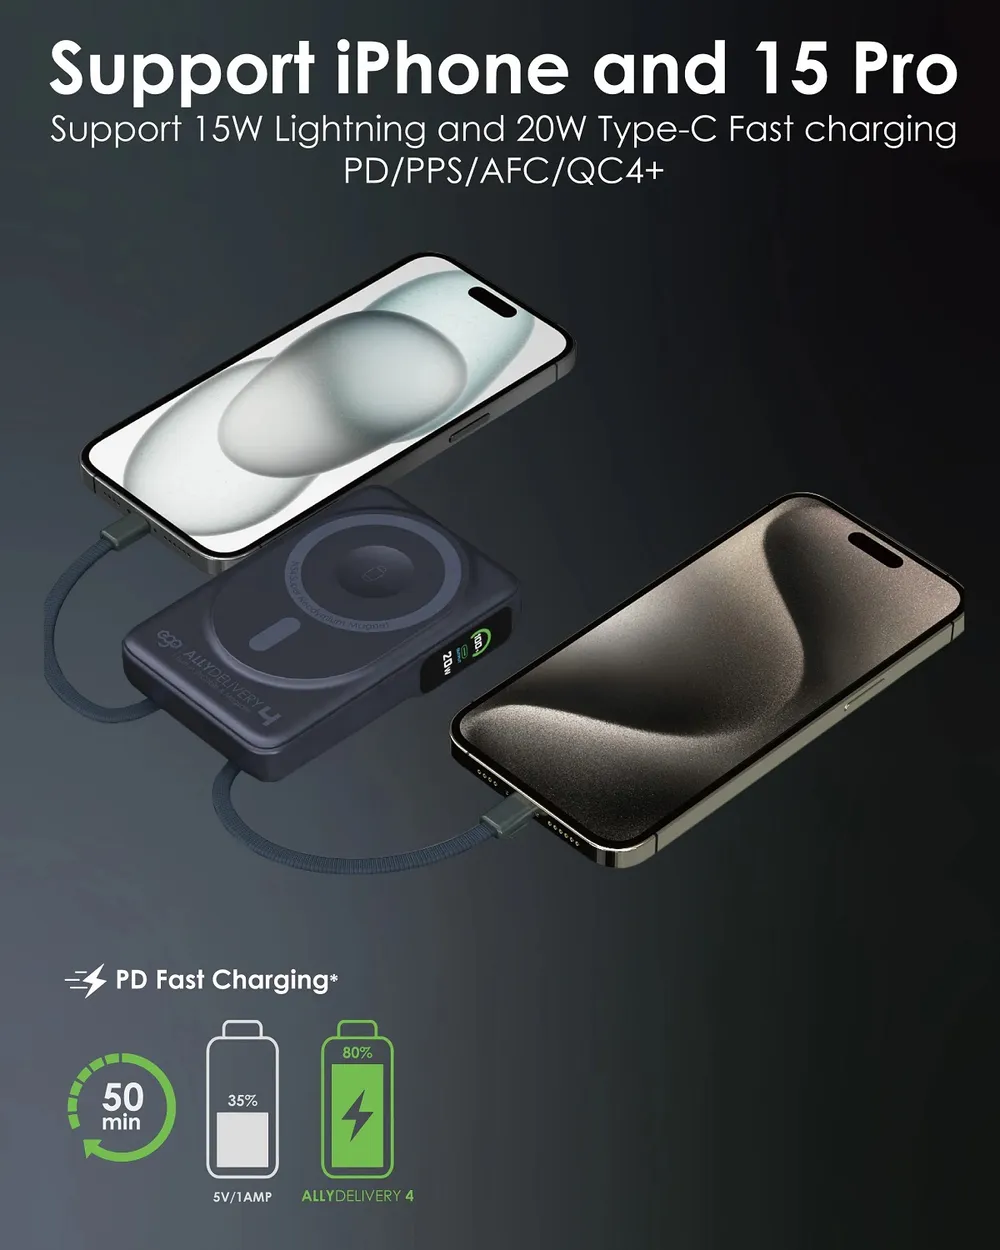 Support iPhone and 15 Pro
Support 15W Lightning and 20W Type-C Fast charging
PD/PPS/AFC/QC4+
100%
20W
ego ALLYDELIVERY 4
PD Fast Charging*
50
min
35%
80%
5V/1AMP
ALLYDELIVERY 4